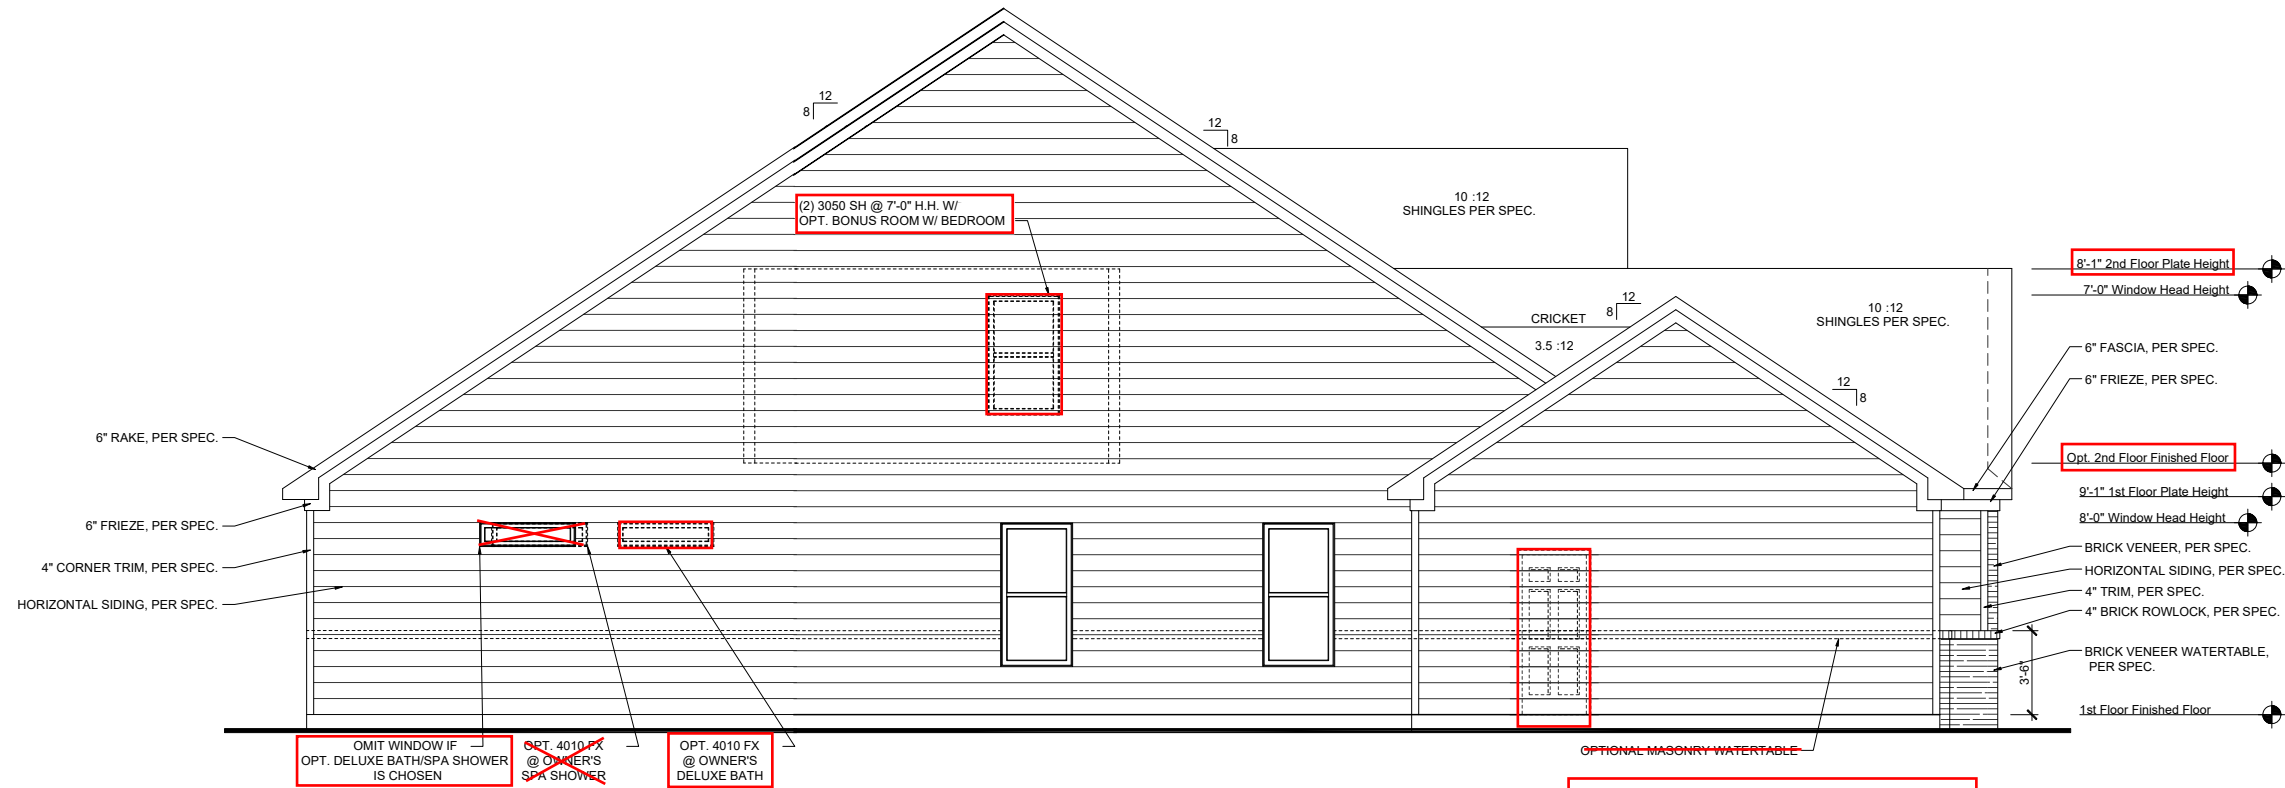 12
8
12
8
(2) 3050 SH @ 7'-0" H.H. W/
OPT. BONUS ROOM W/ BEDROOM
10 :12
SHINGLES PER SPEC.
8'-1" 2nd Floor Plate Height
7'-0" Window Head Height
12
8
CRICKET
3.5 :12
10 :12
SHINGLES PER SPEC.
6" FASCIA, PER SPEC.
6" FRIEZE, PER SPEC.
12
8
6" RAKE, PER SPEC.
Opt. 2nd Floor Finished Floor
9'-1" 1st Floor Plate Height
8'-0" Window Head Height
6" FRIEZE, PER SPEC.
4" CORNER TRIM, PER SPEC.
HORIZONTAL SIDING, PER SPEC.
BRICK VENEER, PER SPEC.
HORIZONTAL SIDING, PER SPEC.
4" TRIM, PER SPEC.
4" BRICK ROWLOCK, PER SPEC.
BRICK VENEER WATERTABLE,
PER SPEC.
3'-6"
1st Floor Finished Floor
OMIT WINDOW IF
OPT. DELUXE BATH/SPA SHOWER
IS CHOSEN
OPT. 4010 FX
@ OWNER'S
SPA SHOWER
OPT. 4010 FX
@ OWNER'S
DELUXE BATH
OPTIONAL MASONRY WATERTABLE